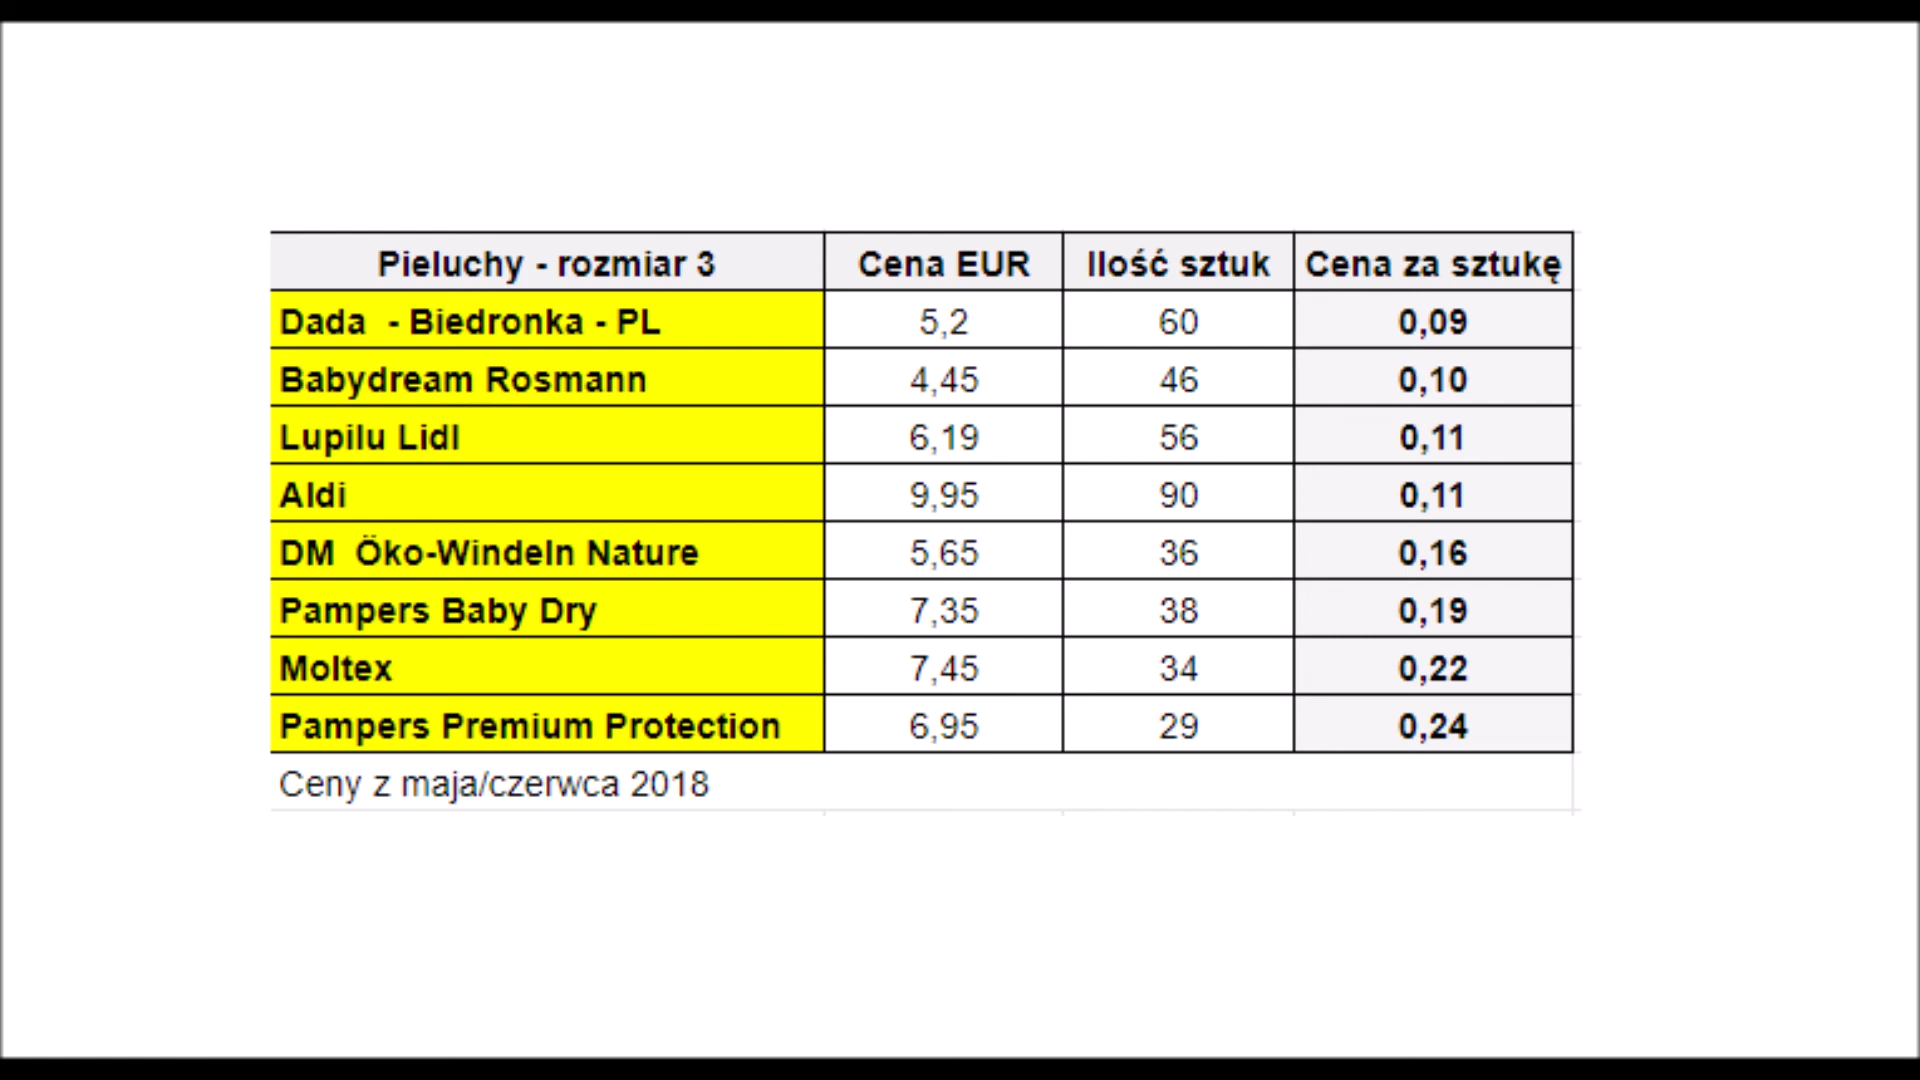 Pieluchy - rozmiar 3 Cena EUR Ilość sztuk Cena za sztukę
Dada - Biedronka - PL 5,2 60 0,09
Babydream Rosmann 4,45 46 0,10
Lupilu Lidl 6,19 56 0,11
Aldi 9,95 90 0,11
DM Öko-Windeln Nature 5,65 36 0,16
Pampers Baby Dry 7,35 38 0,19
Moltex 7,45 34 0,22
Pampers Premium Protection 6,95 29 0,24
Ceny z maja/czerwca 2018